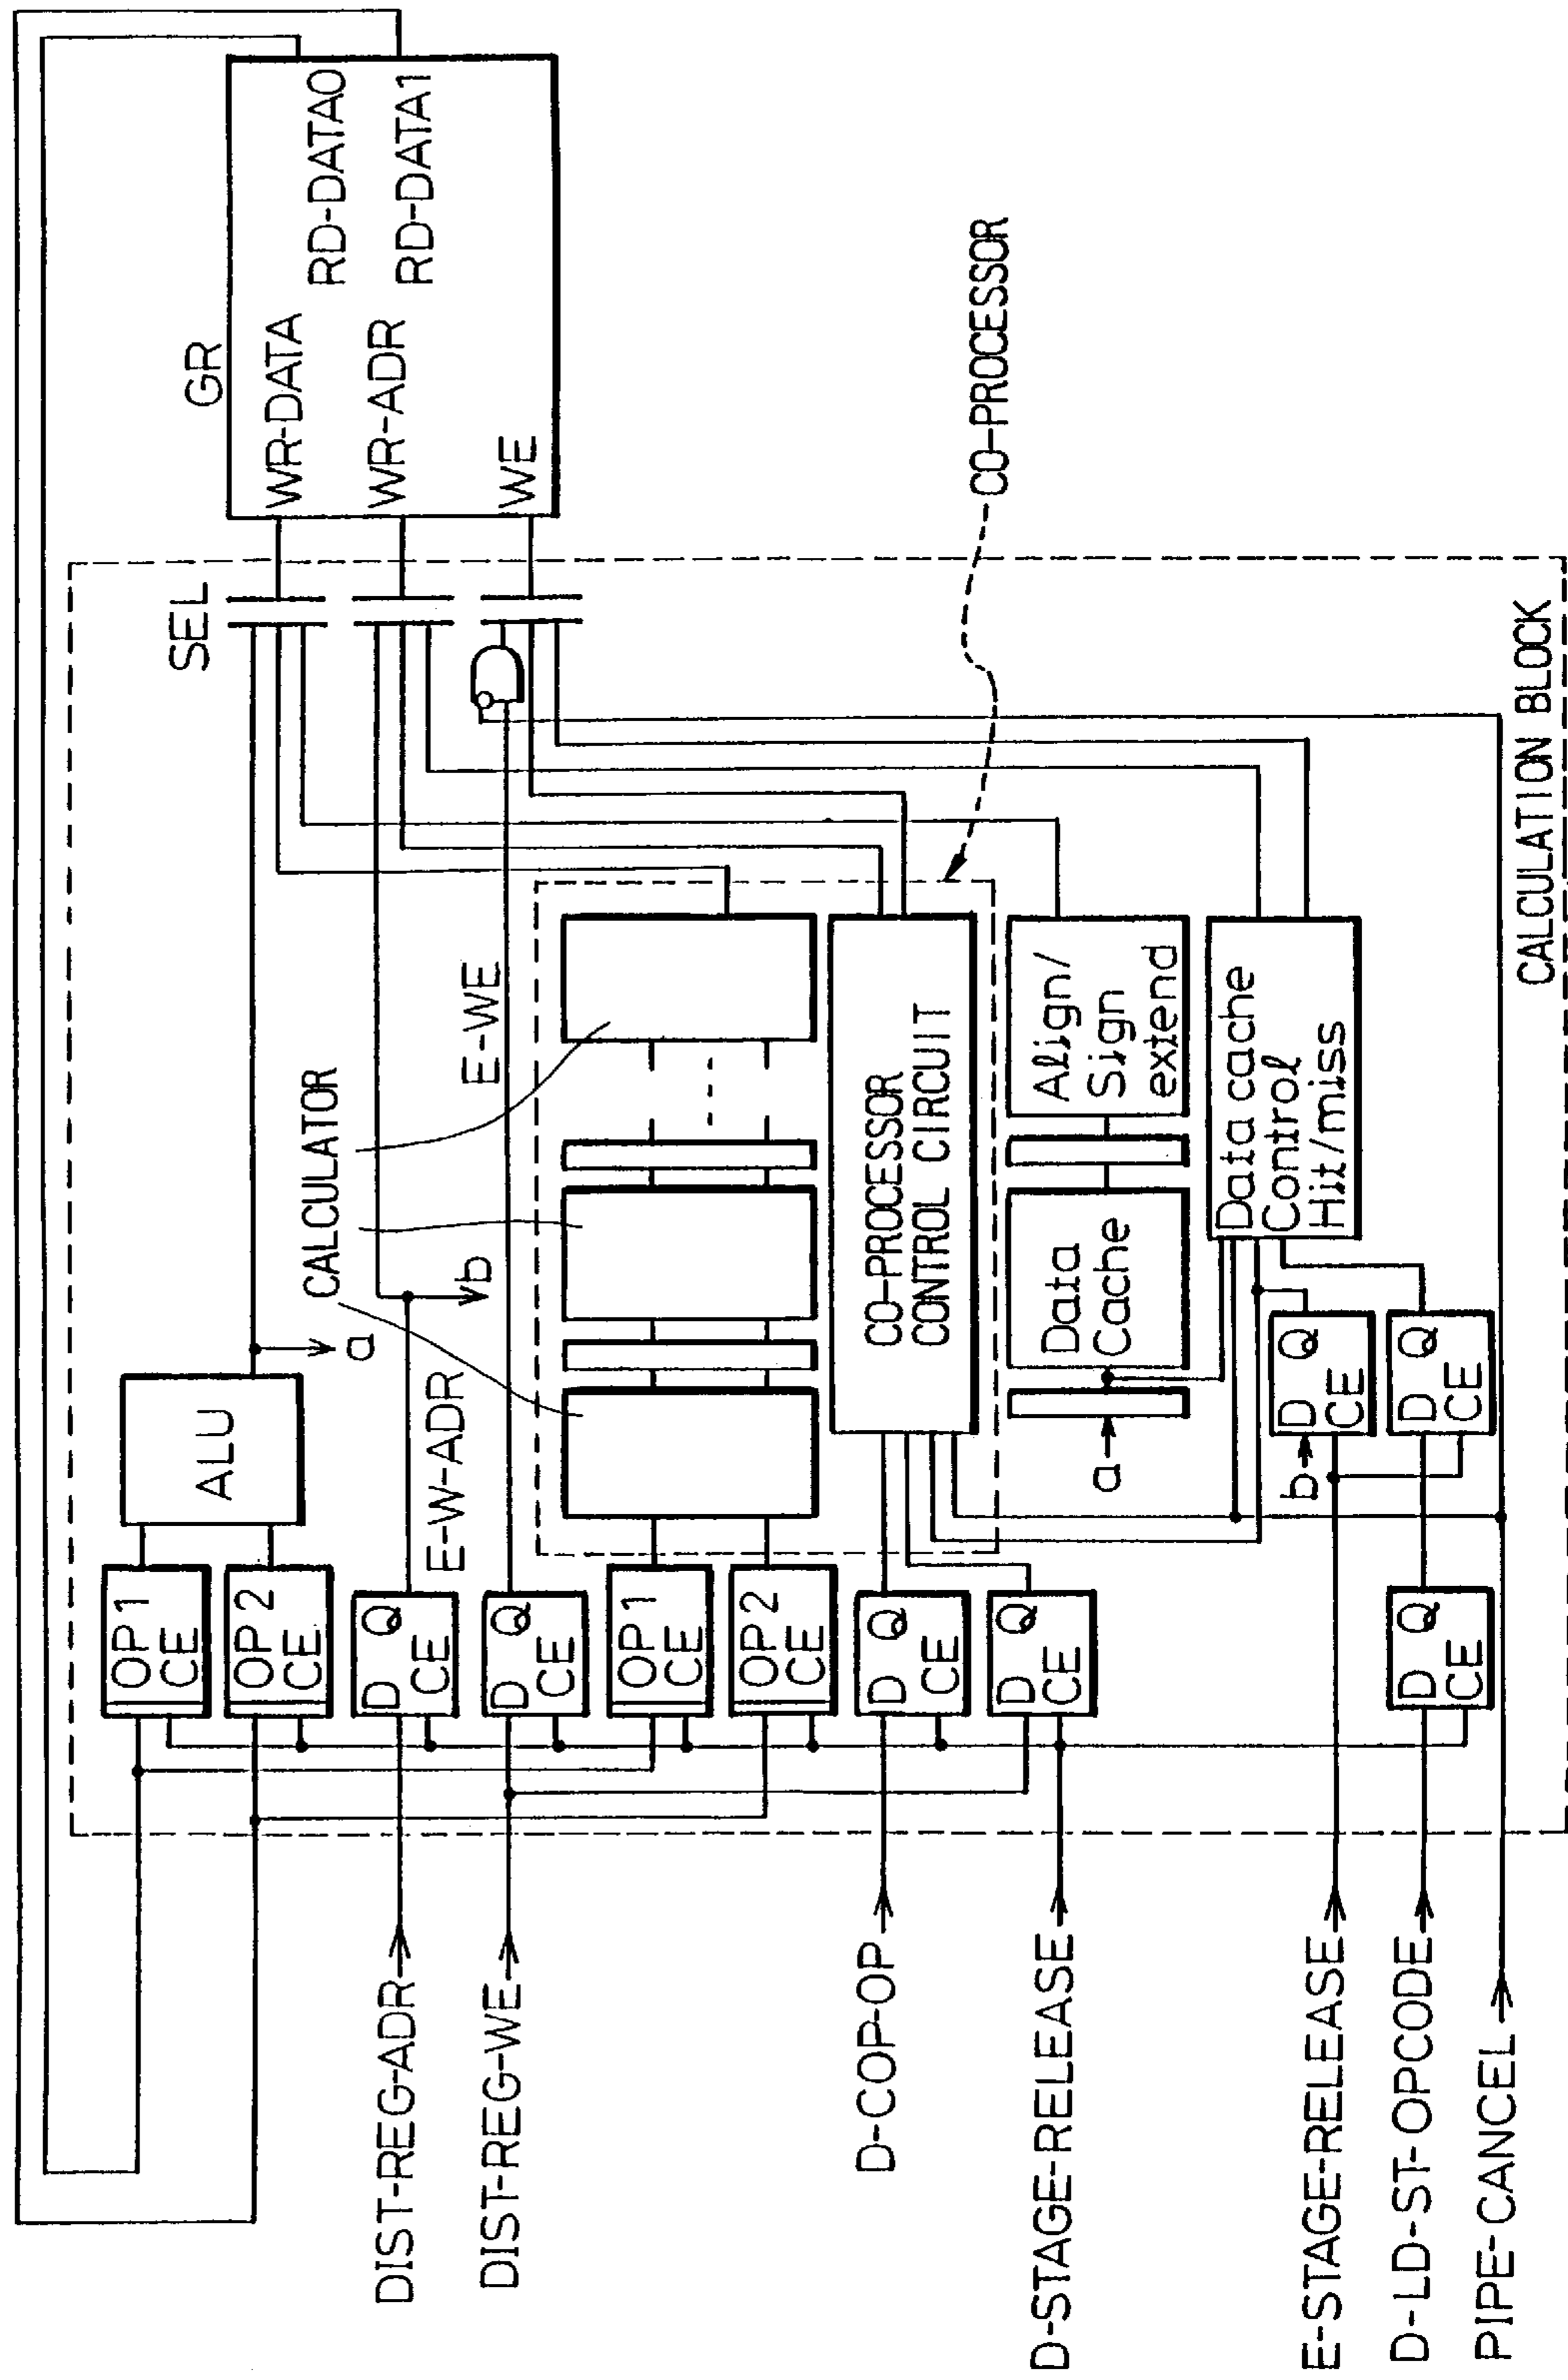 GR
WR-DATA
RD-DATA0
WR-ADR
RD-DATA1
WE
SEL
CO-PROCESSOR
CALCULATION BLOCK
ALU
a
CALCULATOR
E-W-ADR
b
E-WE
OP1
CE
OP2
CE
D Q
CE
D Q
CE
OP1
CE
OP2
CE
D Q
CE
D Q
CE
CO-PROCESSOR
CONTROL CIRCUIT
a
Data
Cache
Align/
Sign
extend
Data cache
Control
Hit/miss
b
D Q
CE
D Q
CE
D Q
CE
DIST-REG-ADR
DIST-REG-WE
D-COP-OP
D-STAGE-RELEASE
E-STAGE-RELEASE
D-LD-ST-OPCODE
PIPE-CANCEL